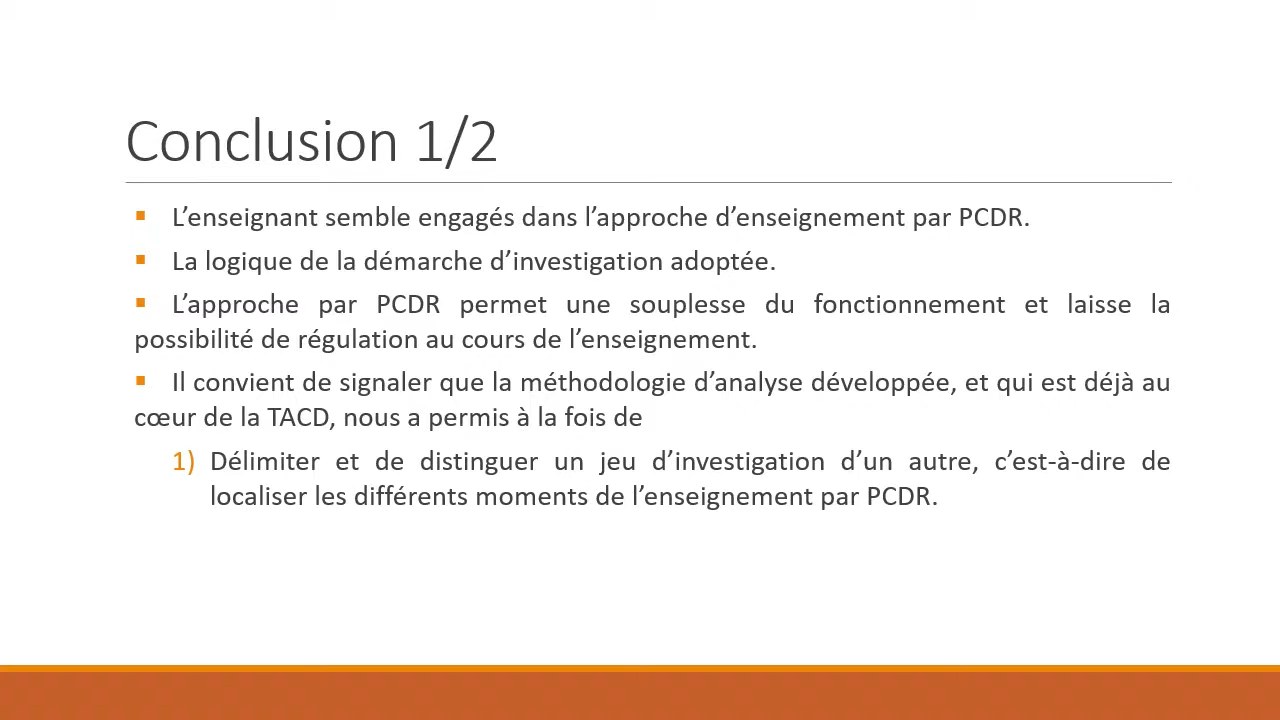 Conclusion 1/2
▪ L’enseignant semble engagés dans l’approche d’enseignement par PCDR.
▪ La logique de la démarche d’investigation adoptée.
▪ L’approche par PCDR permet une souplesse du fonctionnement et laisse la
possibilité de régulation au cours de l’enseignement.
▪ Il convient de signaler que la méthodologie d’analyse développée, et qui est déjà au
cœur de la TACD, nous a permis à la fois de
1) Délimiter et de distinguer un jeu d’investigation d’un autre, c’est-à-dire de
localiser les différents moments de l’enseignement par PCDR.